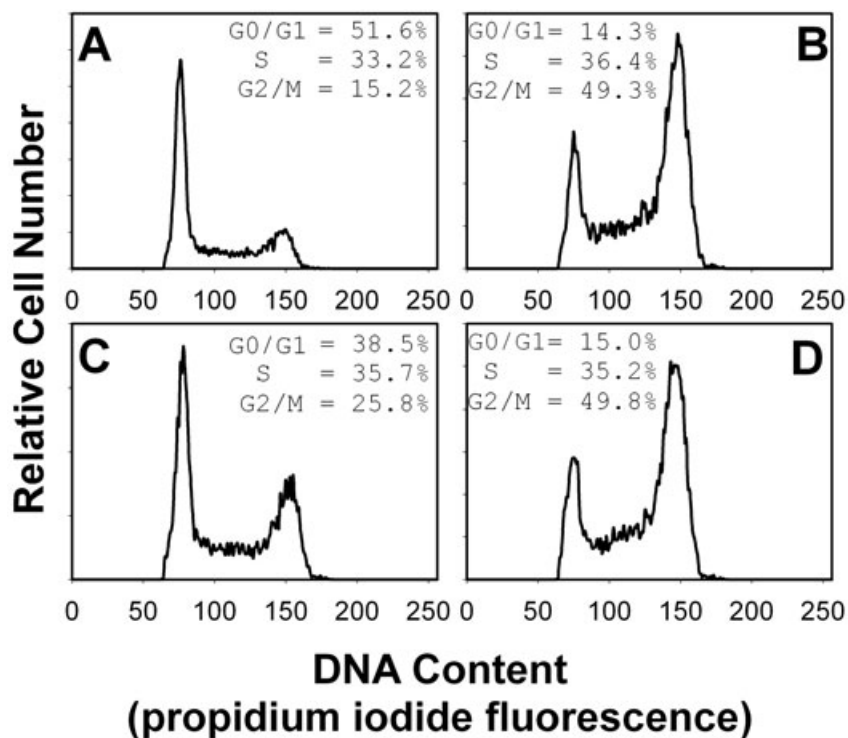 A
G0/G1 = 51.6%
S = 33.2%
G2/M = 15.2%
0 50 100 150 200 250
B
G0/G1= 14.3%
S = 36.4%
G2/M = 49.3%
0 50 100 150 200 250
C
G0/G1 = 38.5%
S = 35.7%
G2/M = 25.8%
0 50 100 150 200 250
D
G0/G1= 15.0%
S = 35.2%
G2/M = 49.8%
0 50 100 150 200 250
Relative Cell Number
DNA Content
(propidium iodide fluorescence)